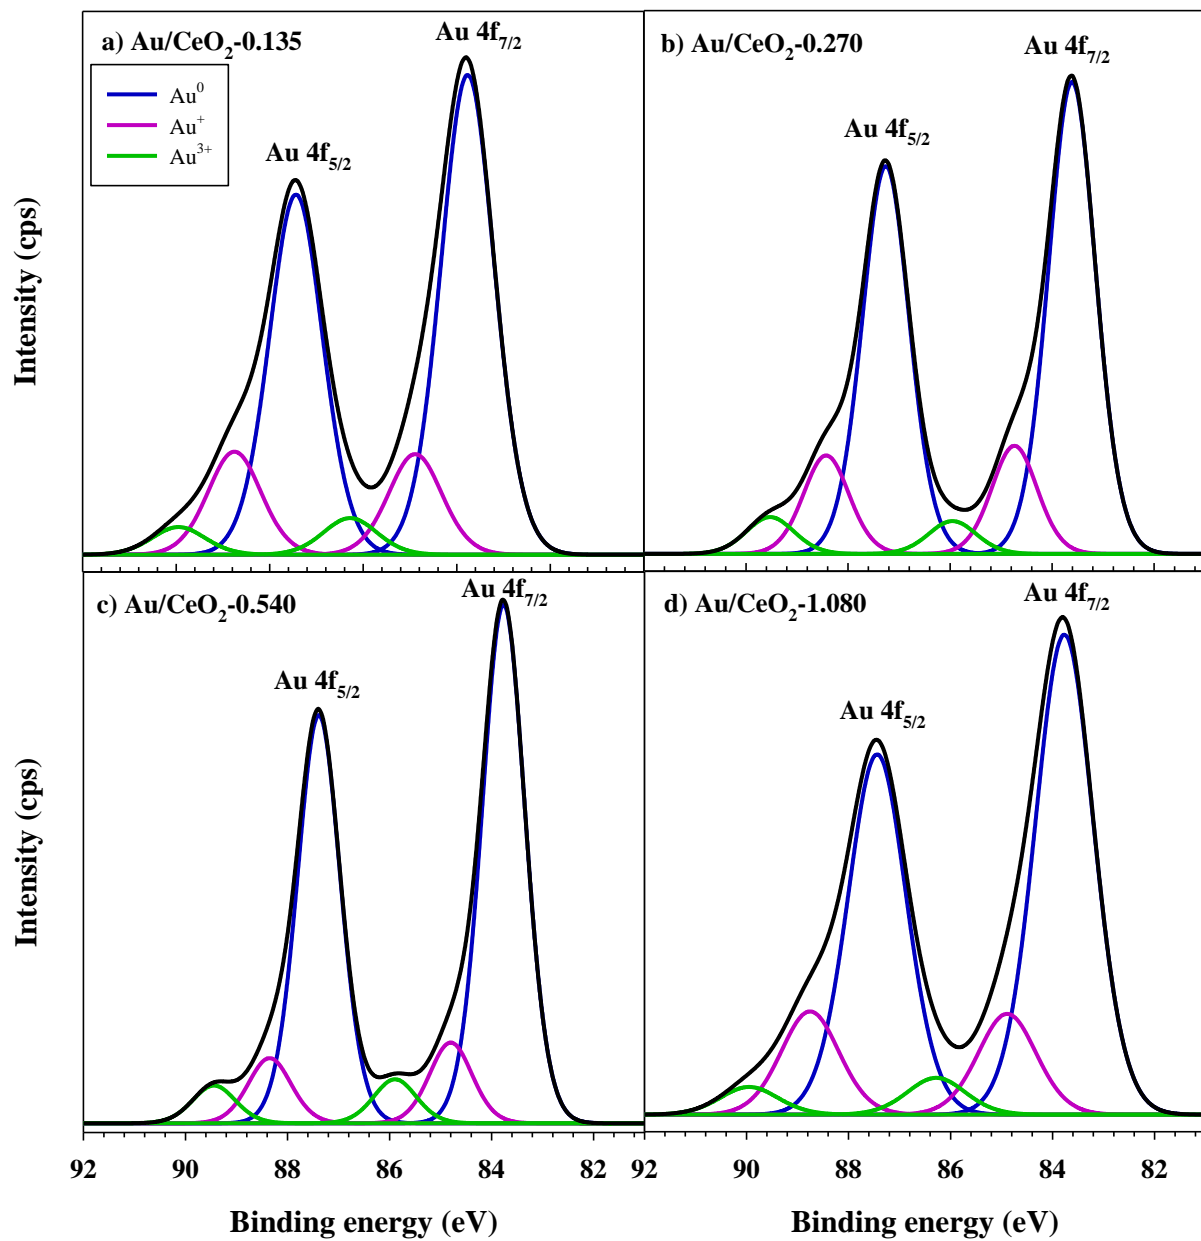 a) Au/CeO2-0.135
Au 4f7/2
Au0
Au+
Au3+
Au 4f5/2
Intensity (cps)
b) Au/CeO2-0.270
Au 4f7/2
Au 4f5/2
c) Au/CeO2-0.540
Au 4f7/2
Au 4f5/2
Intensity (cps)
d) Au/CeO2-1.080
Au 4f7/2
Au 4f5/2
92 90 88 86 84 92 90 88 86 84 82
Binding energy (eV) Binding energy (eV)